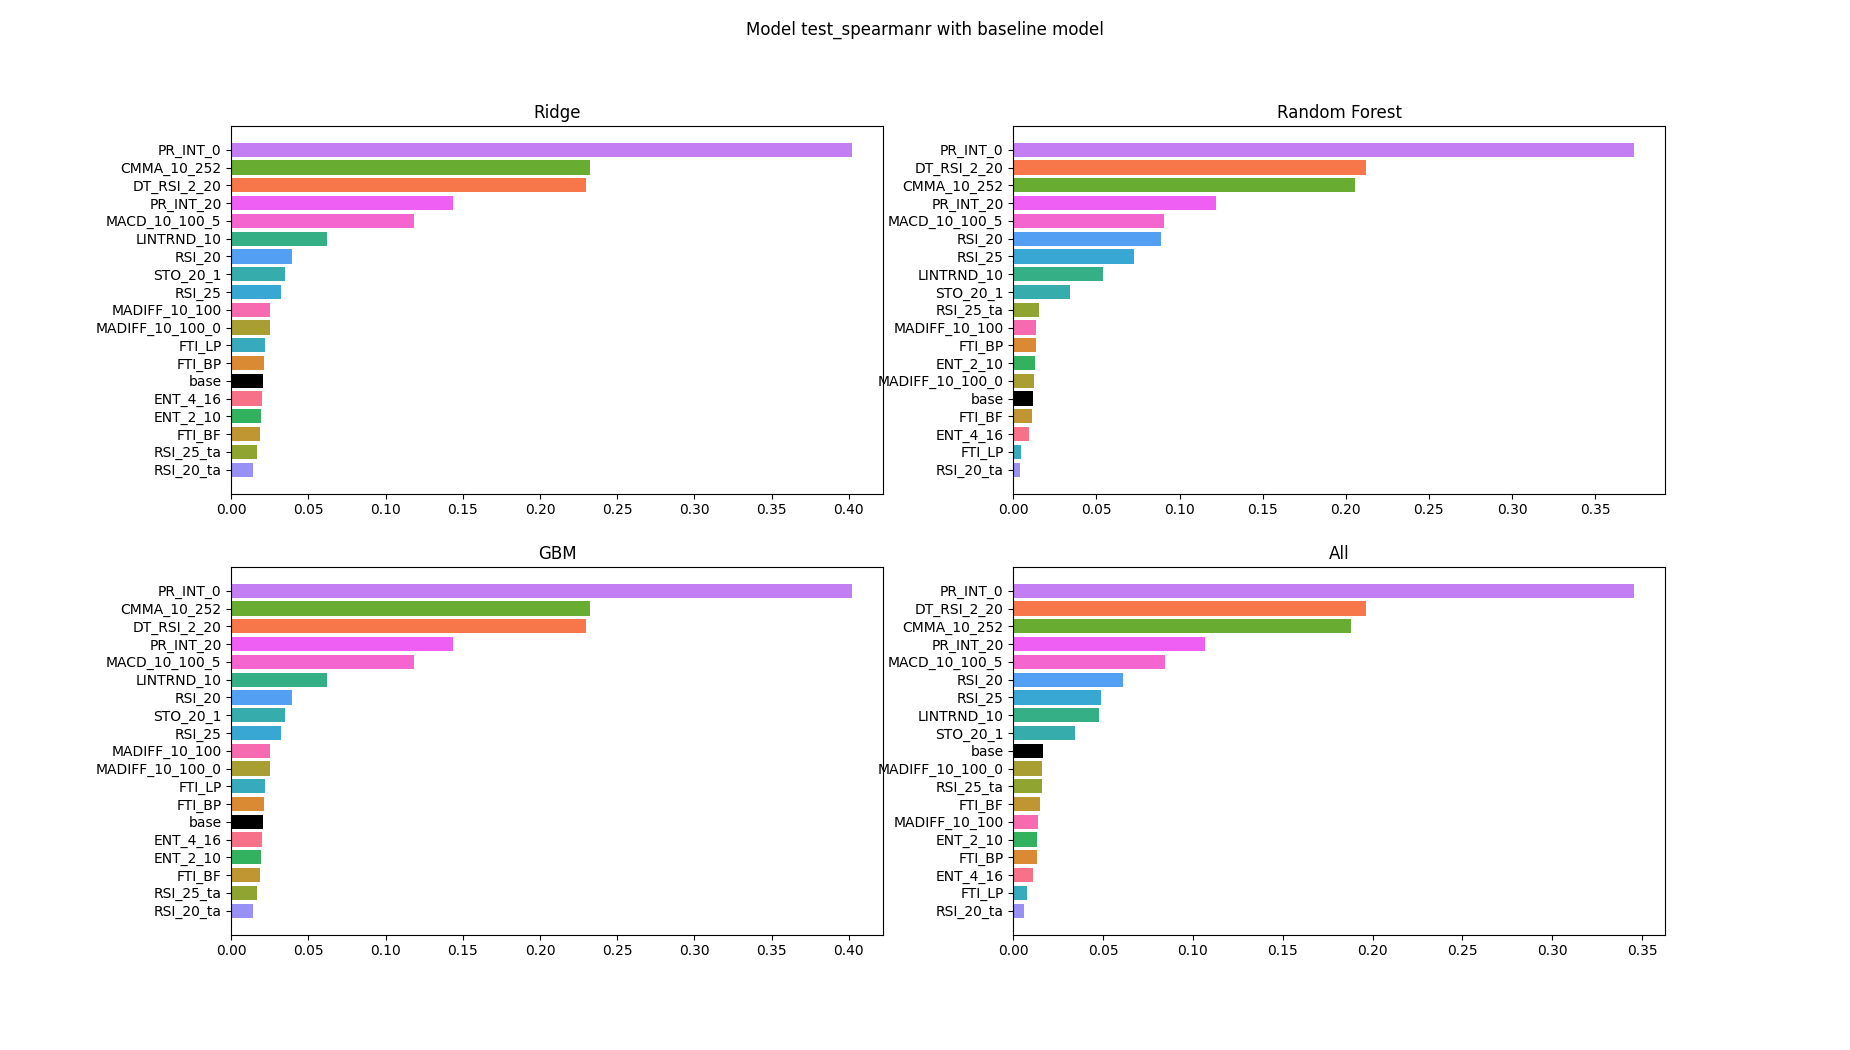 Model test_spearmanr with baseline model
Ridge
PR_INT_0
CMMA_10_252
DT_RSI_2_20
PR_INT_20
MACD_10_100_5
LINTRND_10
RSI_20
STO_20_1
RSI_25
MADIFF_10_100
MADIFF_10_100_0
FTI_LP
FTI_BP
base
ENT_4_16
ENT_2_10
FTI_BF
RSI_25_ta
RSI_20_ta
0.00 0.05 0.10 0.15 0.20 0.25 0.30 0.35 0.40
Random Forest
PR_INT_0
DT_RSI_2_20
CMMA_10_252
PR_INT_20
MACD_10_100_5
RSI_20
RSI_25
LINTRND_10
STO_20_1
RSI_25_ta
MADIFF_10_100
FTI_BP
ENT_2_10
MADIFF_10_100_0
base
FTI_BF
ENT_4_16
FTI_LP
RSI_20_ta
0.00 0.05 0.10 0.15 0.20 0.25 0.30 0.35
GBM
PR_INT_0
CMMA_10_252
DT_RSI_2_20
PR_INT_20
MACD_10_100_5
LINTRND_10
RSI_20
STO_20_1
RSI_25
MADIFF_10_100
MADIFF_10_100_0
FTI_LP
FTI_BP
base
ENT_4_16
ENT_2_10
FTI_BF
RSI_25_ta
RSI_20_ta
0.00 0.05 0.10 0.15 0.20 0.25 0.30 0.35 0.40
All
PR_INT_0
DT_RSI_2_20
CMMA_10_252
PR_INT_20
MACD_10_100_5
RSI_20
RSI_25
LINTRND_10
STO_20_1
base
MADIFF_10_100_0
RSI_25_ta
FTI_BF
MADIFF_10_100
ENT_2_10
FTI_BP
ENT_4_16
FTI_LP
RSI_20_ta
0.00 0.05 0.10 0.15 0.20 0.25 0.30 0.35